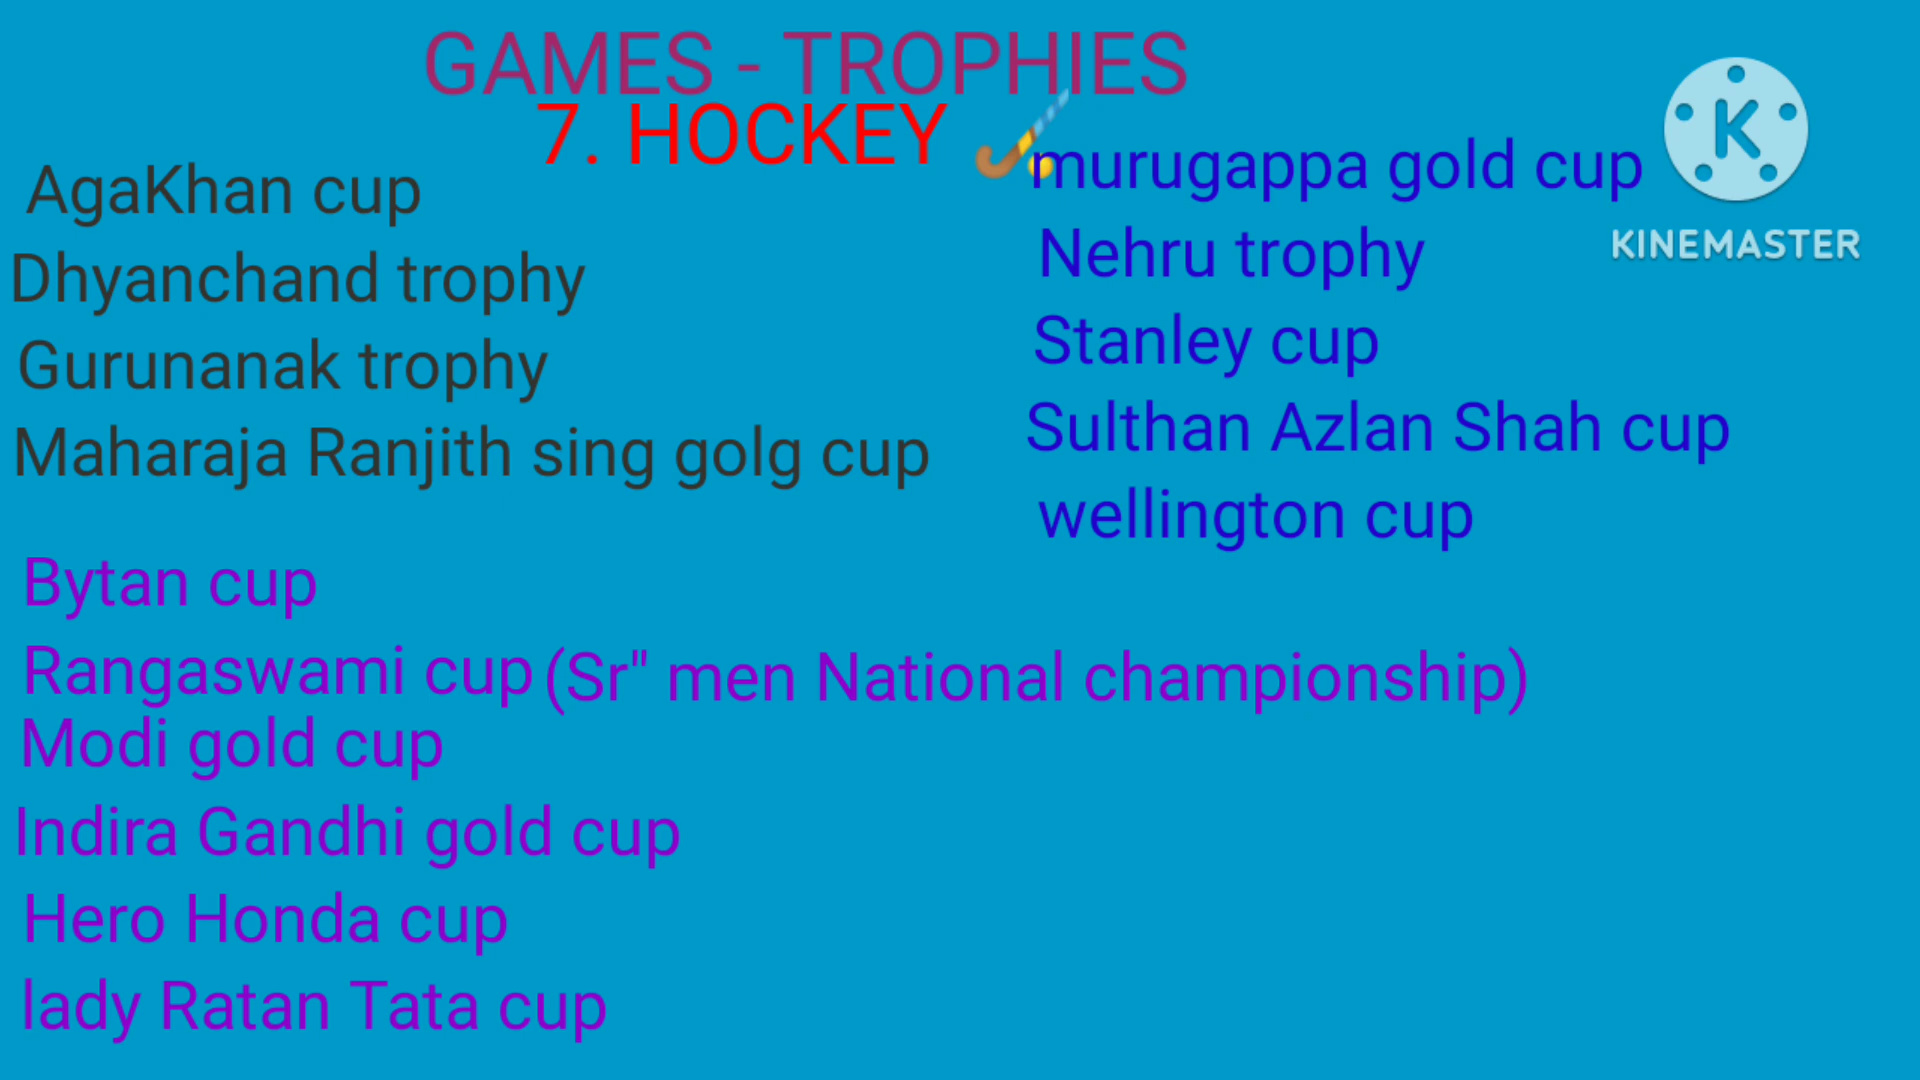 GAMES - TROPHIES
7. HOCKEY
AgaKhan cup
Dhyanchand trophy
Gurunanak trophy
Maharaja Ranjith sing golg cup
Bytan cup
Rangaswami cup (Sr" men National championship)
Modi gold cup
Indira Gandhi gold cup
Hero Honda cup
lady Ratan Tata cup
murugappa gold cup
Nehru trophy
Stanley cup
Sulthan Azlan Shah cup
wellington cup
K
KINEMASTER